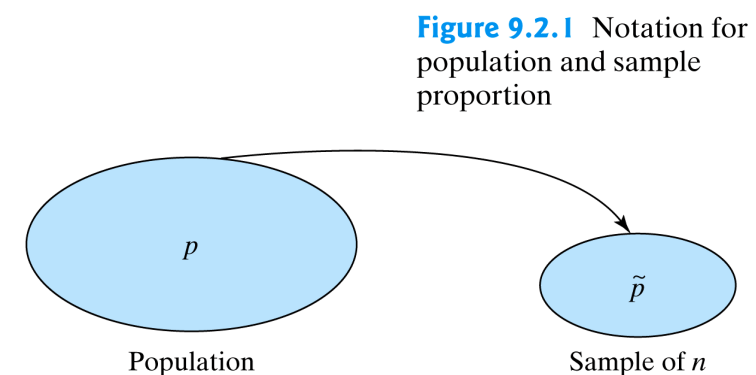 Figure 9.2.1 Notation for
population and sample
proportion
p
p̃
Population
Sample of n